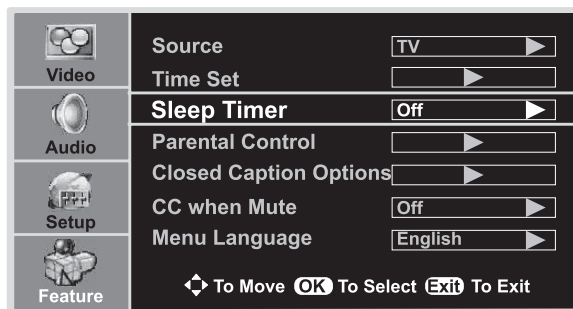 Video
Audio
Setup
Feature
Source TV
Time Set
Sleep Timer Off
Parental Control
Closed Caption Options
CC when Mute Off
Menu Language English
To Move OK To Select Exit To Exit